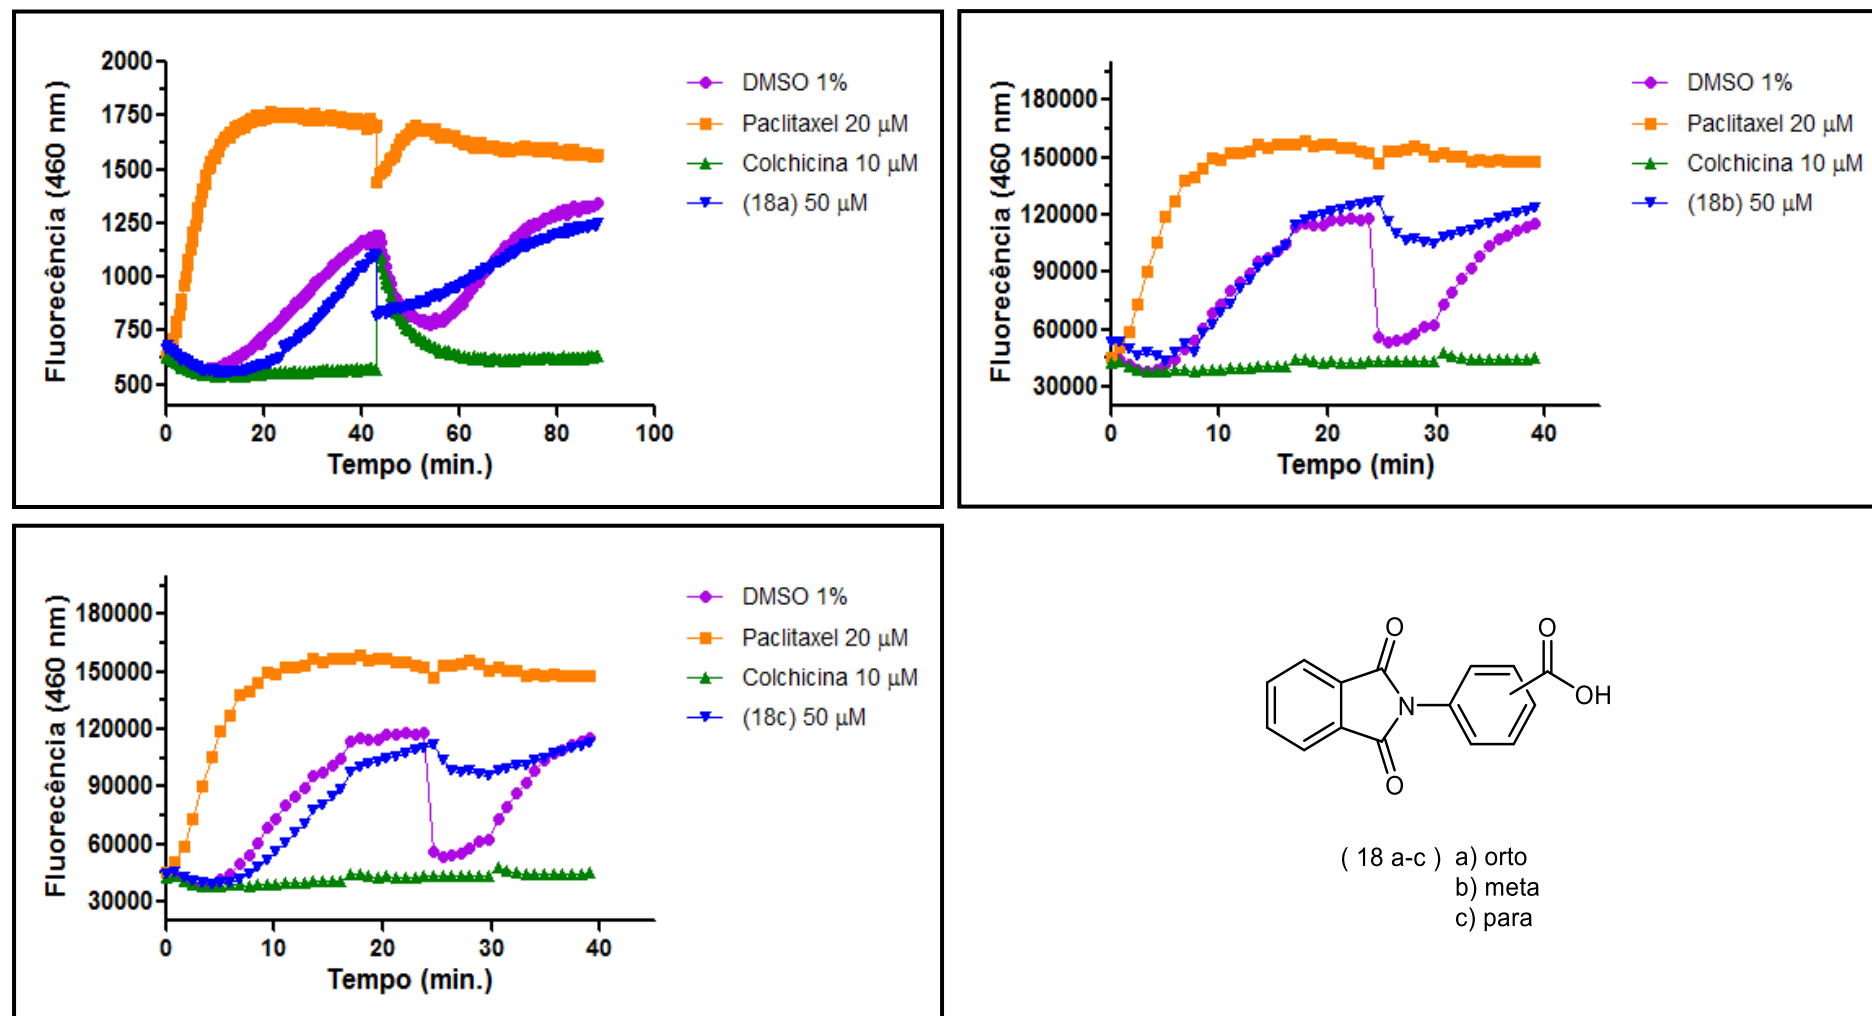 Fluorecência (460 nm)
2000
1750
1500
1250
1000
750
500
0 20 40 60 80 100
Tempo (min.)
DMSO 1%
Paclitaxel 20 μM
Colchicina 10 μM
(18a) 50 μM
Fluorecência (460 nm)
180000
150000
120000
90000
60000
30000
0 10 20 30 40
Tempo (min)
DMSO 1%
Paclitaxel 20 μM
Colchicina 10 μM
(18b) 50 μM
Fluorecência (460 nm)
180000
150000
120000
90000
60000
30000
0 10 20 30 40
Tempo (min.)
DMSO 1%
Paclitaxel 20 μM
Colchicina 10 μM
(18c) 50 μM
O
O
N
OH
O
( 18 a-c ) a) orto
b) meta
c) para